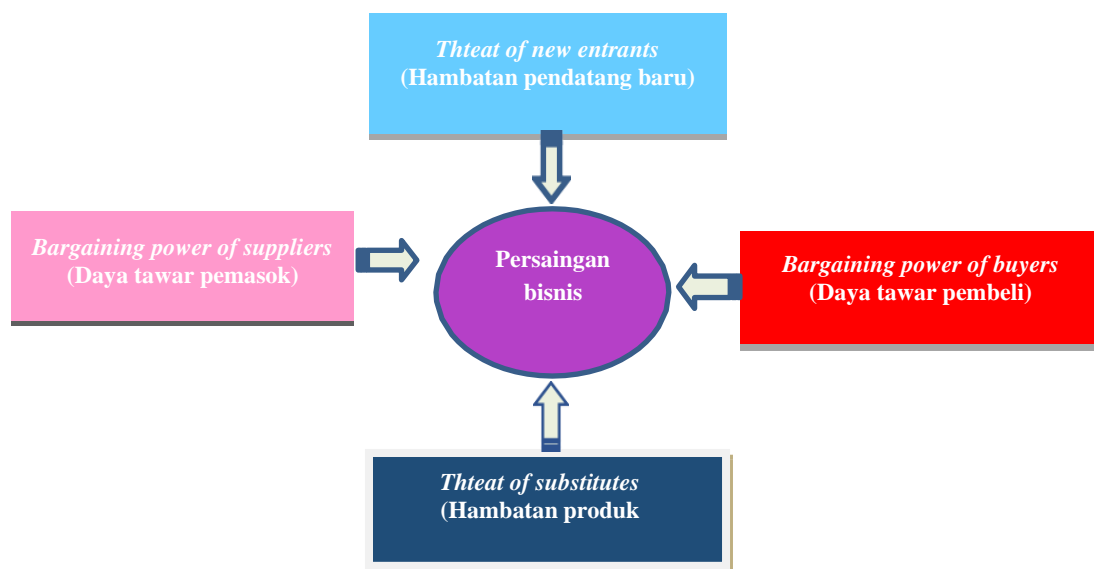 Thteat of new entrants
(Hambatan pendatang baru)
Bargaining power of suppliers
(Daya tawar pemasok)
Persaingan
bisnis
Bargaining power of buyers
(Daya tawar pembeli)
Thteat of substitutes
(Hambatan produk